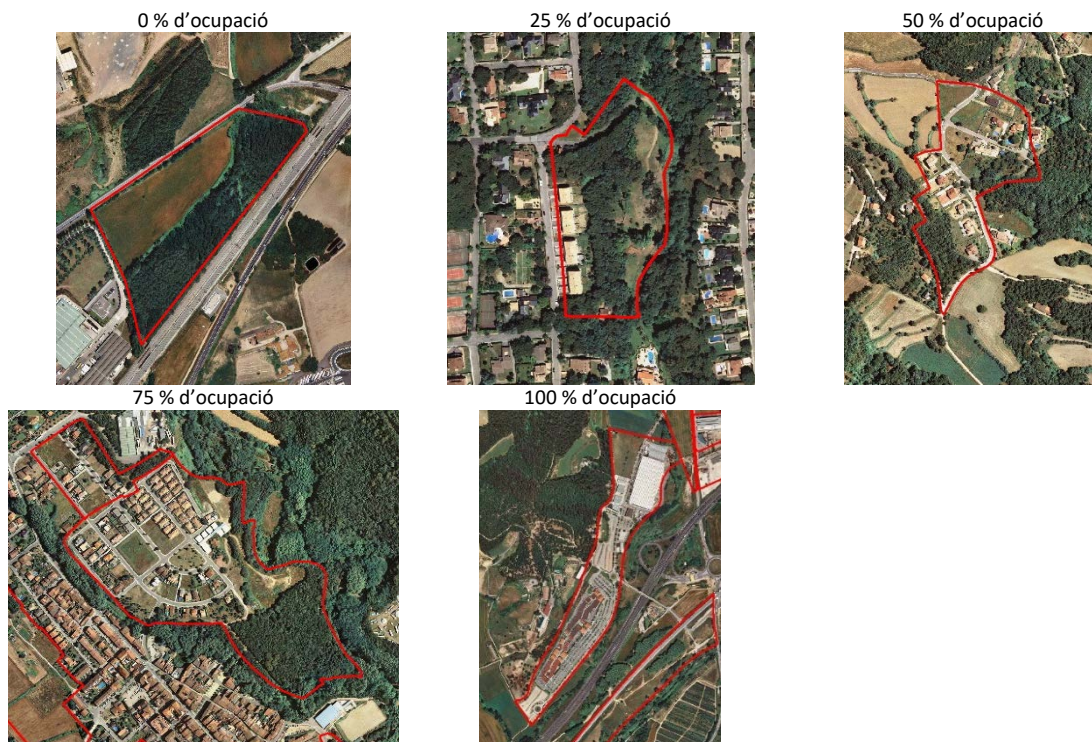 0 % d’ocupació
25 % d’ocupació
50 % d’ocupació
75 % d’ocupació
100 % d’ocupació